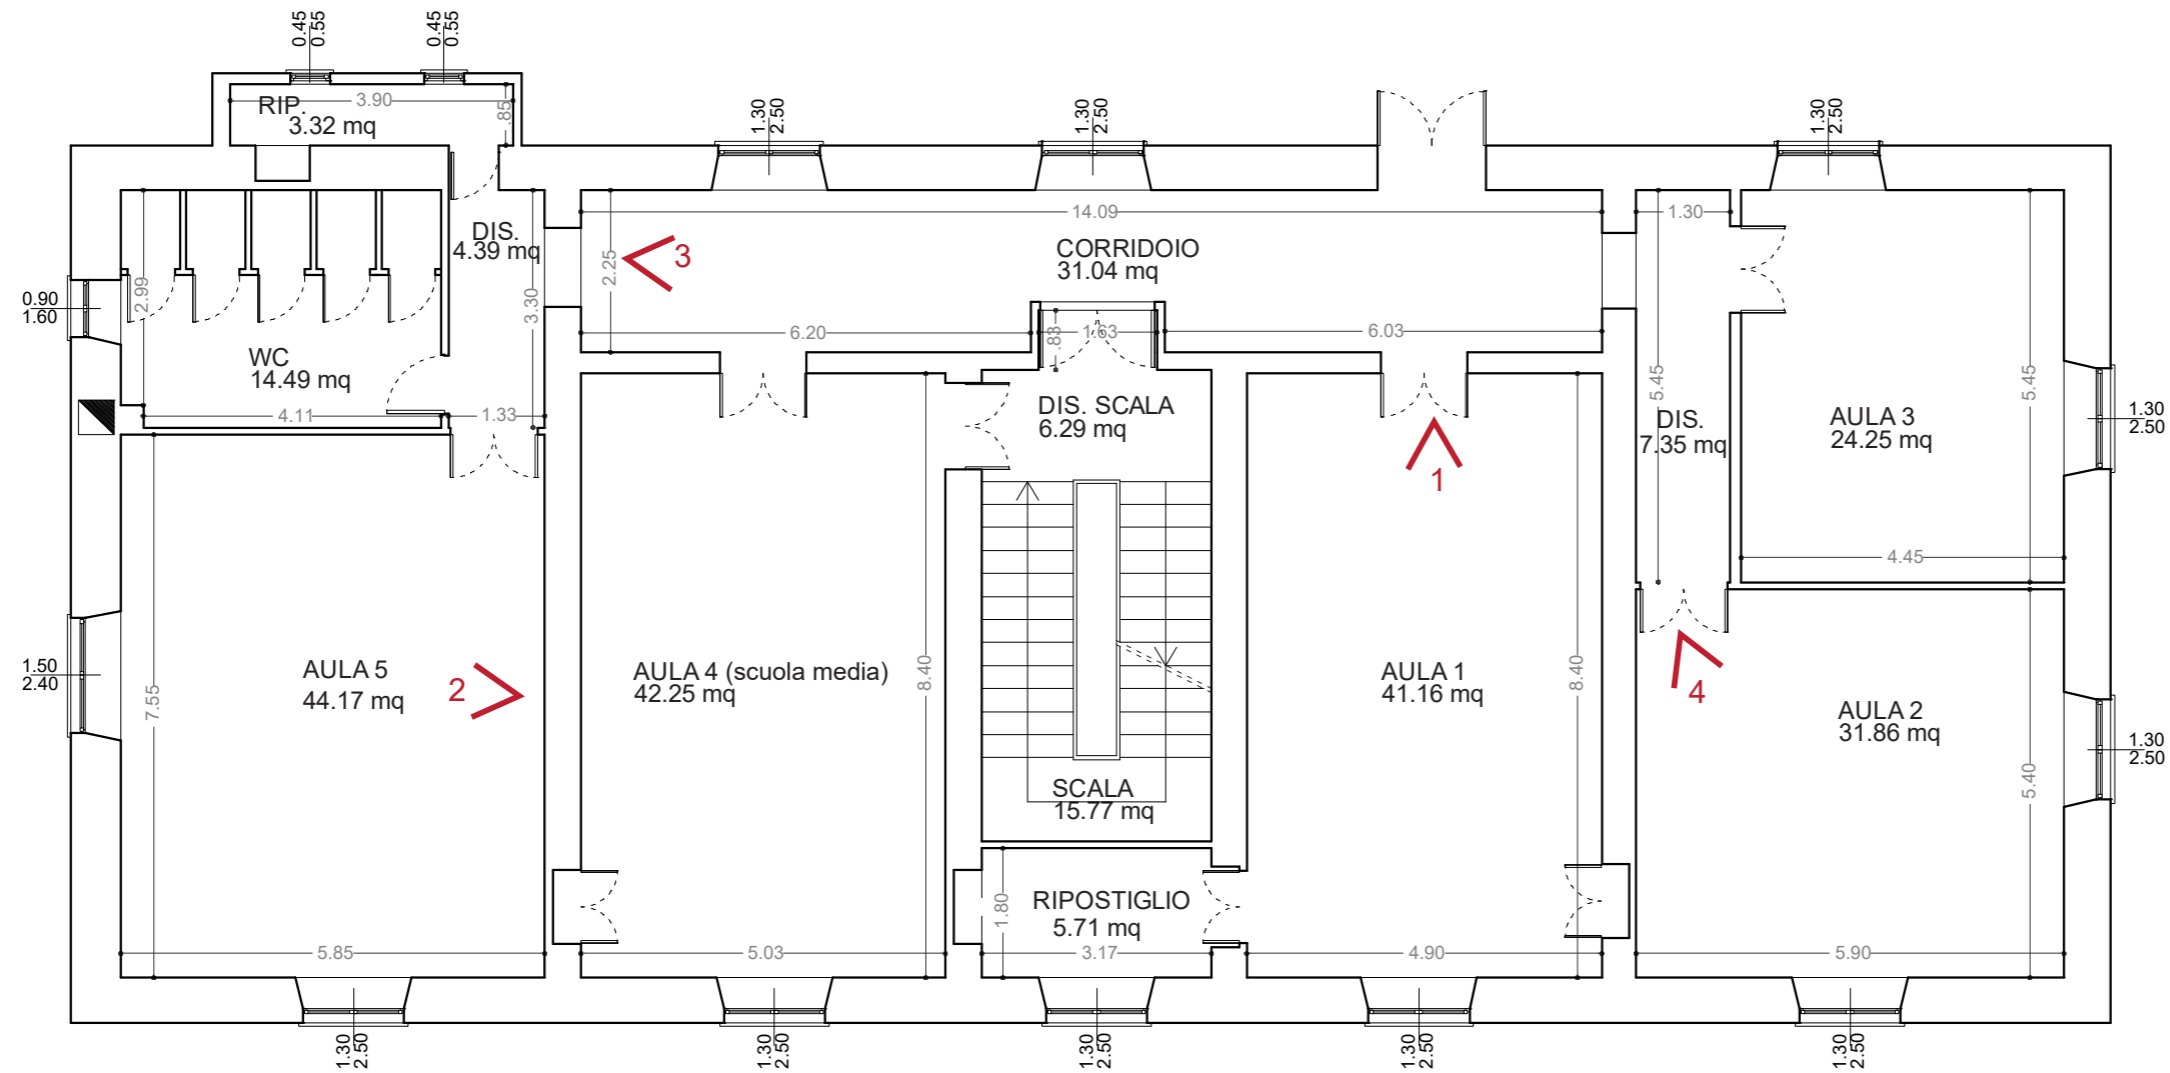 0.45
0.55
0.45
0.55
RIP.
3.32 mq
3.90
.85
1.30
2.50
1.30
2.50
1.30
2.50
DIS.
4.39 mq
2.99
3.30
2.25
3
14.09
CORRIDOIO
31.04 mq
1.30
0.90
1.60
WC
14.49 mq
4.11
1.33
6.20
.83
1.63
6.03
DIS. SCALA
6.29 mq
1
5.45
DIS.
7.35 mq
AULA 3
24.25 mq
5.45
4.45
1.30
2.50
1.50
2.40
AULA 5
44.17 mq
7.55
2
AULA 4 (scuola media)
42.25 mq
8.40
AULA 1
41.16 mq
8.40
4
AULA 2
31.86 mq
5.40
1.30
2.50
SCALA
15.77 mq
RIPOSTIGLIO
5.71 mq
1.80
5.85
5.03
3.17
4.90
5.90
1.30
2.50
1.30
2.50
1.30
2.50
1.30
2.50
1.30
2.50